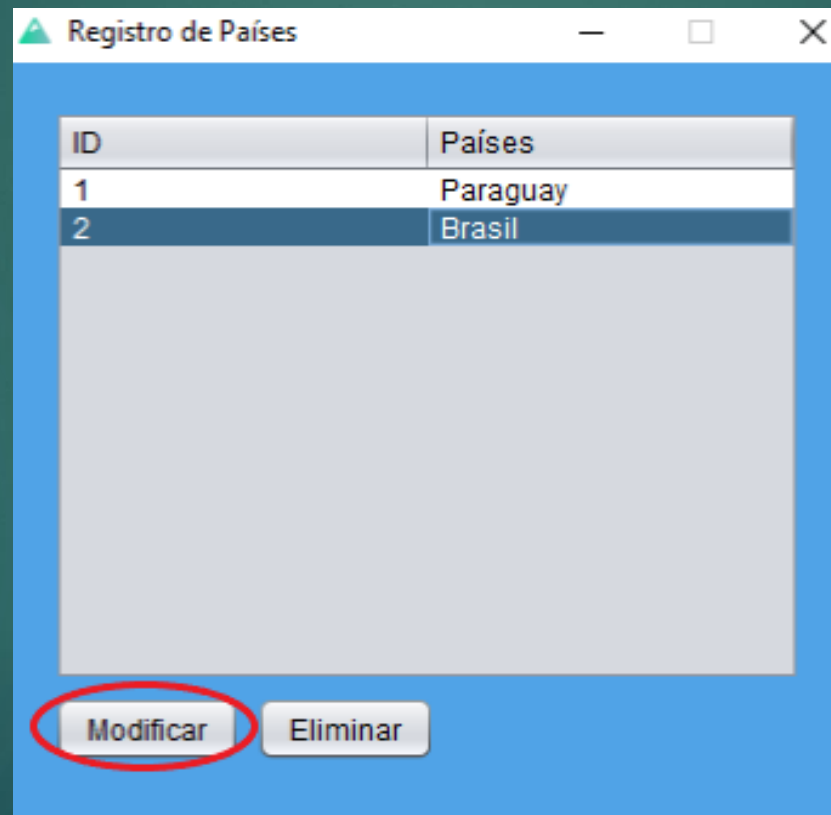 Registro de Países
ID Países
1 Paraguay
2 Brasil
Modificar Eliminar